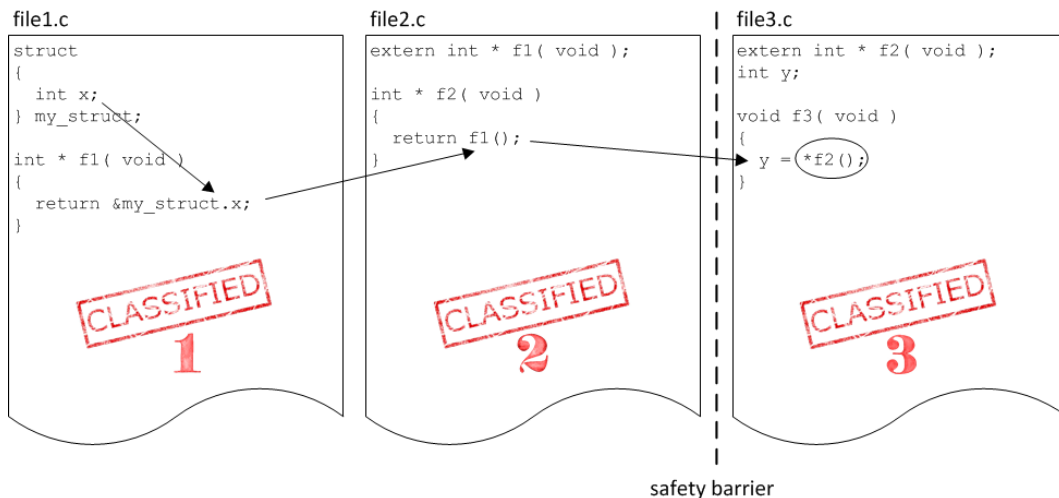 file1.c
struct
{
  int x;
} my_struct;

int * f1( void )
{
  return &my_struct.x;
}
CLASSIFIED
1
file2.c
extern int * f1( void );

int * f2( void )
{
  return f1();
}
CLASSIFIED
2
file3.c
extern int * f2( void );
int y;

void f3( void )
{
  y = *f2();
}
CLASSIFIED
3
safety barrier